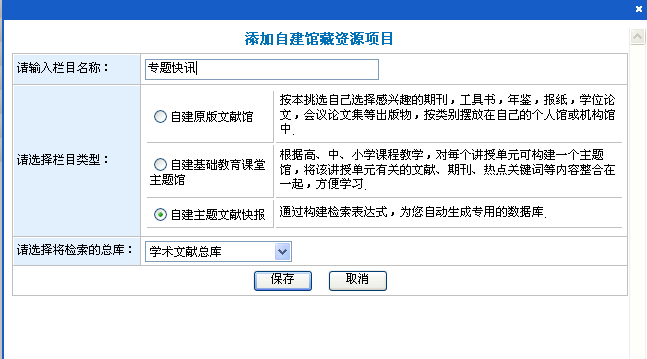 添加自建馆藏资源项目
请输入栏目名称：
专题快讯
请选择栏目类型：
自建原版文献馆
按本挑选自己选择感兴趣的期刊，工具书，年鉴，报纸，学位论
文，会议论文集等出版物，按类别摆放在自己的个人馆或机构馆
中.
自建基础教育课堂
主题馆
根据高、中、小学课程教学，对每个讲授单元可构建一个主题
馆，将该讲授单元有关的文献、期刊、热点关键词等内容整合在
一起，方便学习.
自建主题文献快报
通过构建检索表达式，为您自动生成专用的数据库.
请选择将检索的总库：
学术文献总库
保存
取消